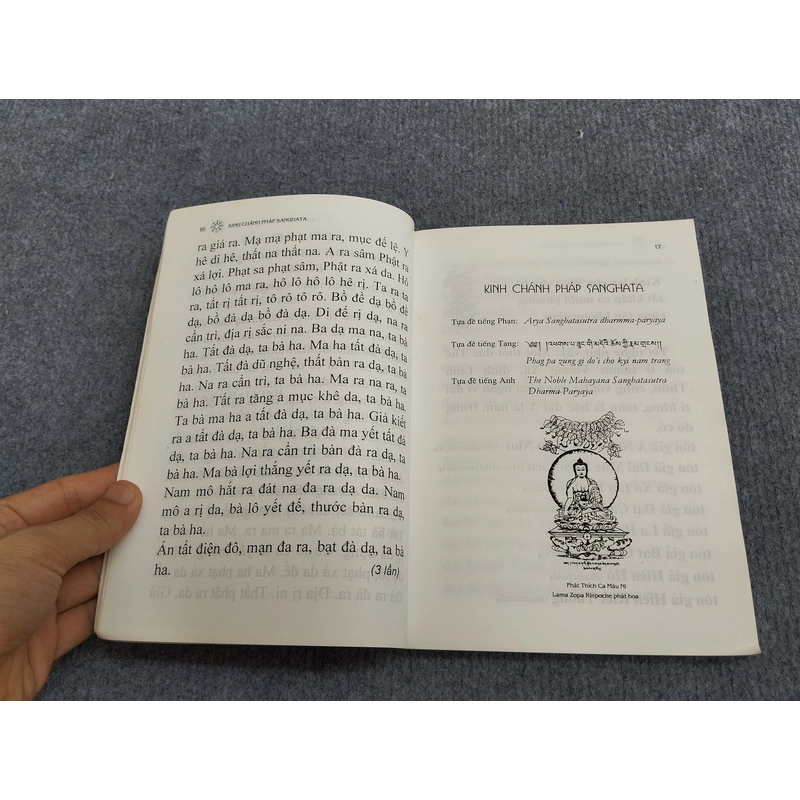 16 KINH CHÁNH PHÁP SANGHATA ...
ra giá ra. Mạ mạ phạt ma ra, mục đế lệ. Y
hê di hê, thất na thất na. A ra sâm Phật ra
xá lợi. Phạt sa phạt sâm, Phật ra xá da. Hô
lô hô lô ma ra, hô lô hô lô hê rị. Ta ra ta
ra, tất rị tất rị, tô rô tô rô. Bồ đề dạ bồ đề
dạ, bồ đà dạ bồ đà dạ. Di đế rị dạ, na ra
cẩn trì, địa rị sắc ni na. Ba dạ ma na, ta bà
ha. Tất đà dạ, ta bà ha. Ma ha tất đà dạ, ta
bà ha. Tất đà dũ nghệ, thất bàn ra dạ, ta bà
ha. Na ra cẩn trì, ta bà ha. Ma ra na ra, ta
bà ha. Tất ra tăng a mục khê da, ta bà ha.
Ta bà ma ha a tất đà dạ, ta bà ha. Giả kiết
ra a tất đà dạ, ta bà ha. Ba đà ma yết tất đà
dạ, ta bà ha. Na ra cẩn trì bàn đà ra dạ, ta
bà ha. Ma bà lợi thắng yết ra dạ, ta bà ha.
Nam mô hắt ra đát na đa ra dạ da. Nam
mô a rị da, bà lô yết đế, thước bàn ra dạ,
ta bà ha.
Án tất điện đô, mạn đa ra, bạt đà dạ, ta bà
ha. (3 lần)
17
KINH CHÁNH PHÁP SANGHATA
Tựa đề tiếng Phạn: Arya Sanghatasutra dharmma-paryaya
Tựa đề tiếng Tạng:
Phag pa zung gi do'i cho kyi nam trang
Tựa đề tiếng Anh The Noble Mahayana Sanghatasutra
Dharma-Paryaya
Phật Thích Ca Mâu Ni
Lama Zopa Rinpoche phát họa